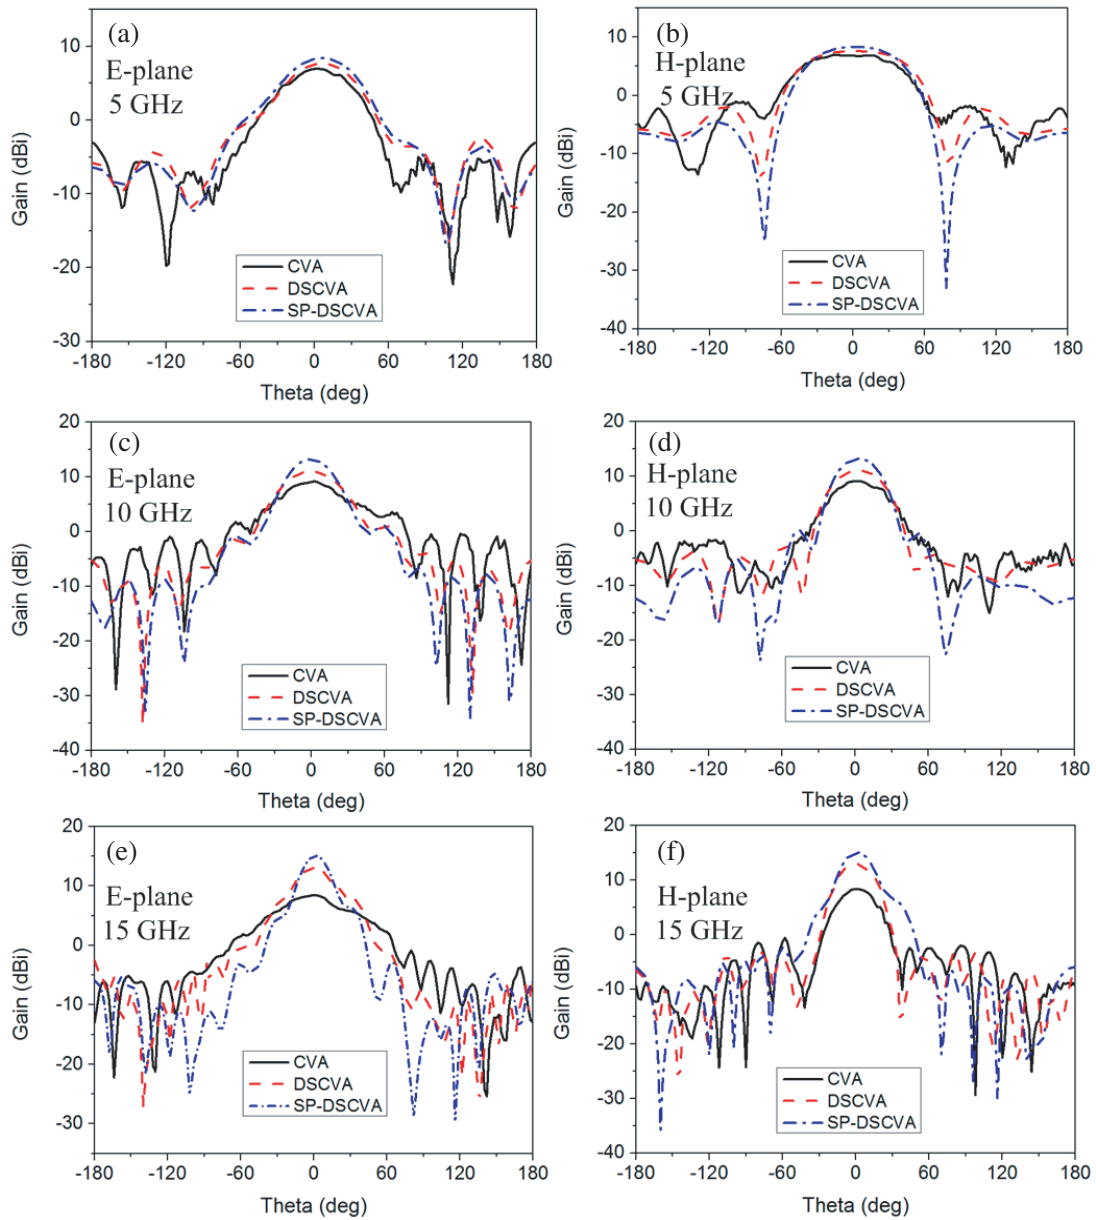 (a)
E-plane
5 GHz
10
0
-10
-20
-30
Gain (dBi)
CVA
DSCVA
SP-DSCVA
-180 -120 -60 0 60 120 180
Theta (deg)
(b)
H-plane
5 GHz
10
0
-10
-20
-30
-40
Gain (dBi)
CVA
DSCVA
SP-DSCVA
-180 -120 -60 0 60 120 180
Theta (deg)
(c)
E-plane
10 GHz
20
10
0
-10
-20
-30
-40
Gain (dBi)
CVA
DSCVA
SP-DSCVA
-180 -120 -60 0 60 120 180
Theta (deg)
(d)
H-plane
10 GHz
20
10
0
-10
-20
-30
-40
Gain (dBi)
CVA
DSCVA
SP-DSCVA
-180 -120 -60 0 60 120 180
Theta (deg)
(e)
E-plane
15 GHz
20
10
0
-10
-20
-30
Gain (dBi)
CVA
DSCVA
SP-DSCVA
-180 -120 -60 0 60 120 180
Theta (deg)
(f)
H-plane
15 GHz
20
10
0
-10
-20
-30
-40
Gain (dBi)
CVA
DSCVA
SP-DSCVA
-180 -120 -60 0 60 120 180
Theta (deg)